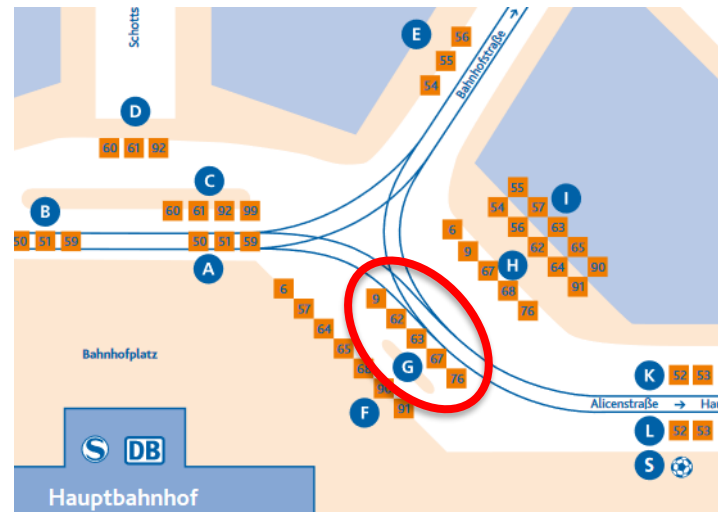 Schotts
E
56
55
54
Bahnhofstraße
D
60 61 92
C
60 61 92 99
B
50 51 59
50 51 59
A
55
54 57 I
56 63
62 65
64 90
91
6
9
67 H
68
76
6
57
64
65
68
90
91
F
9
62
63
67
76
G
Bahnhofplatz
K 52 53
Alicenstraße → Hau
L 52 53
S
S DB
Hauptbahnhof